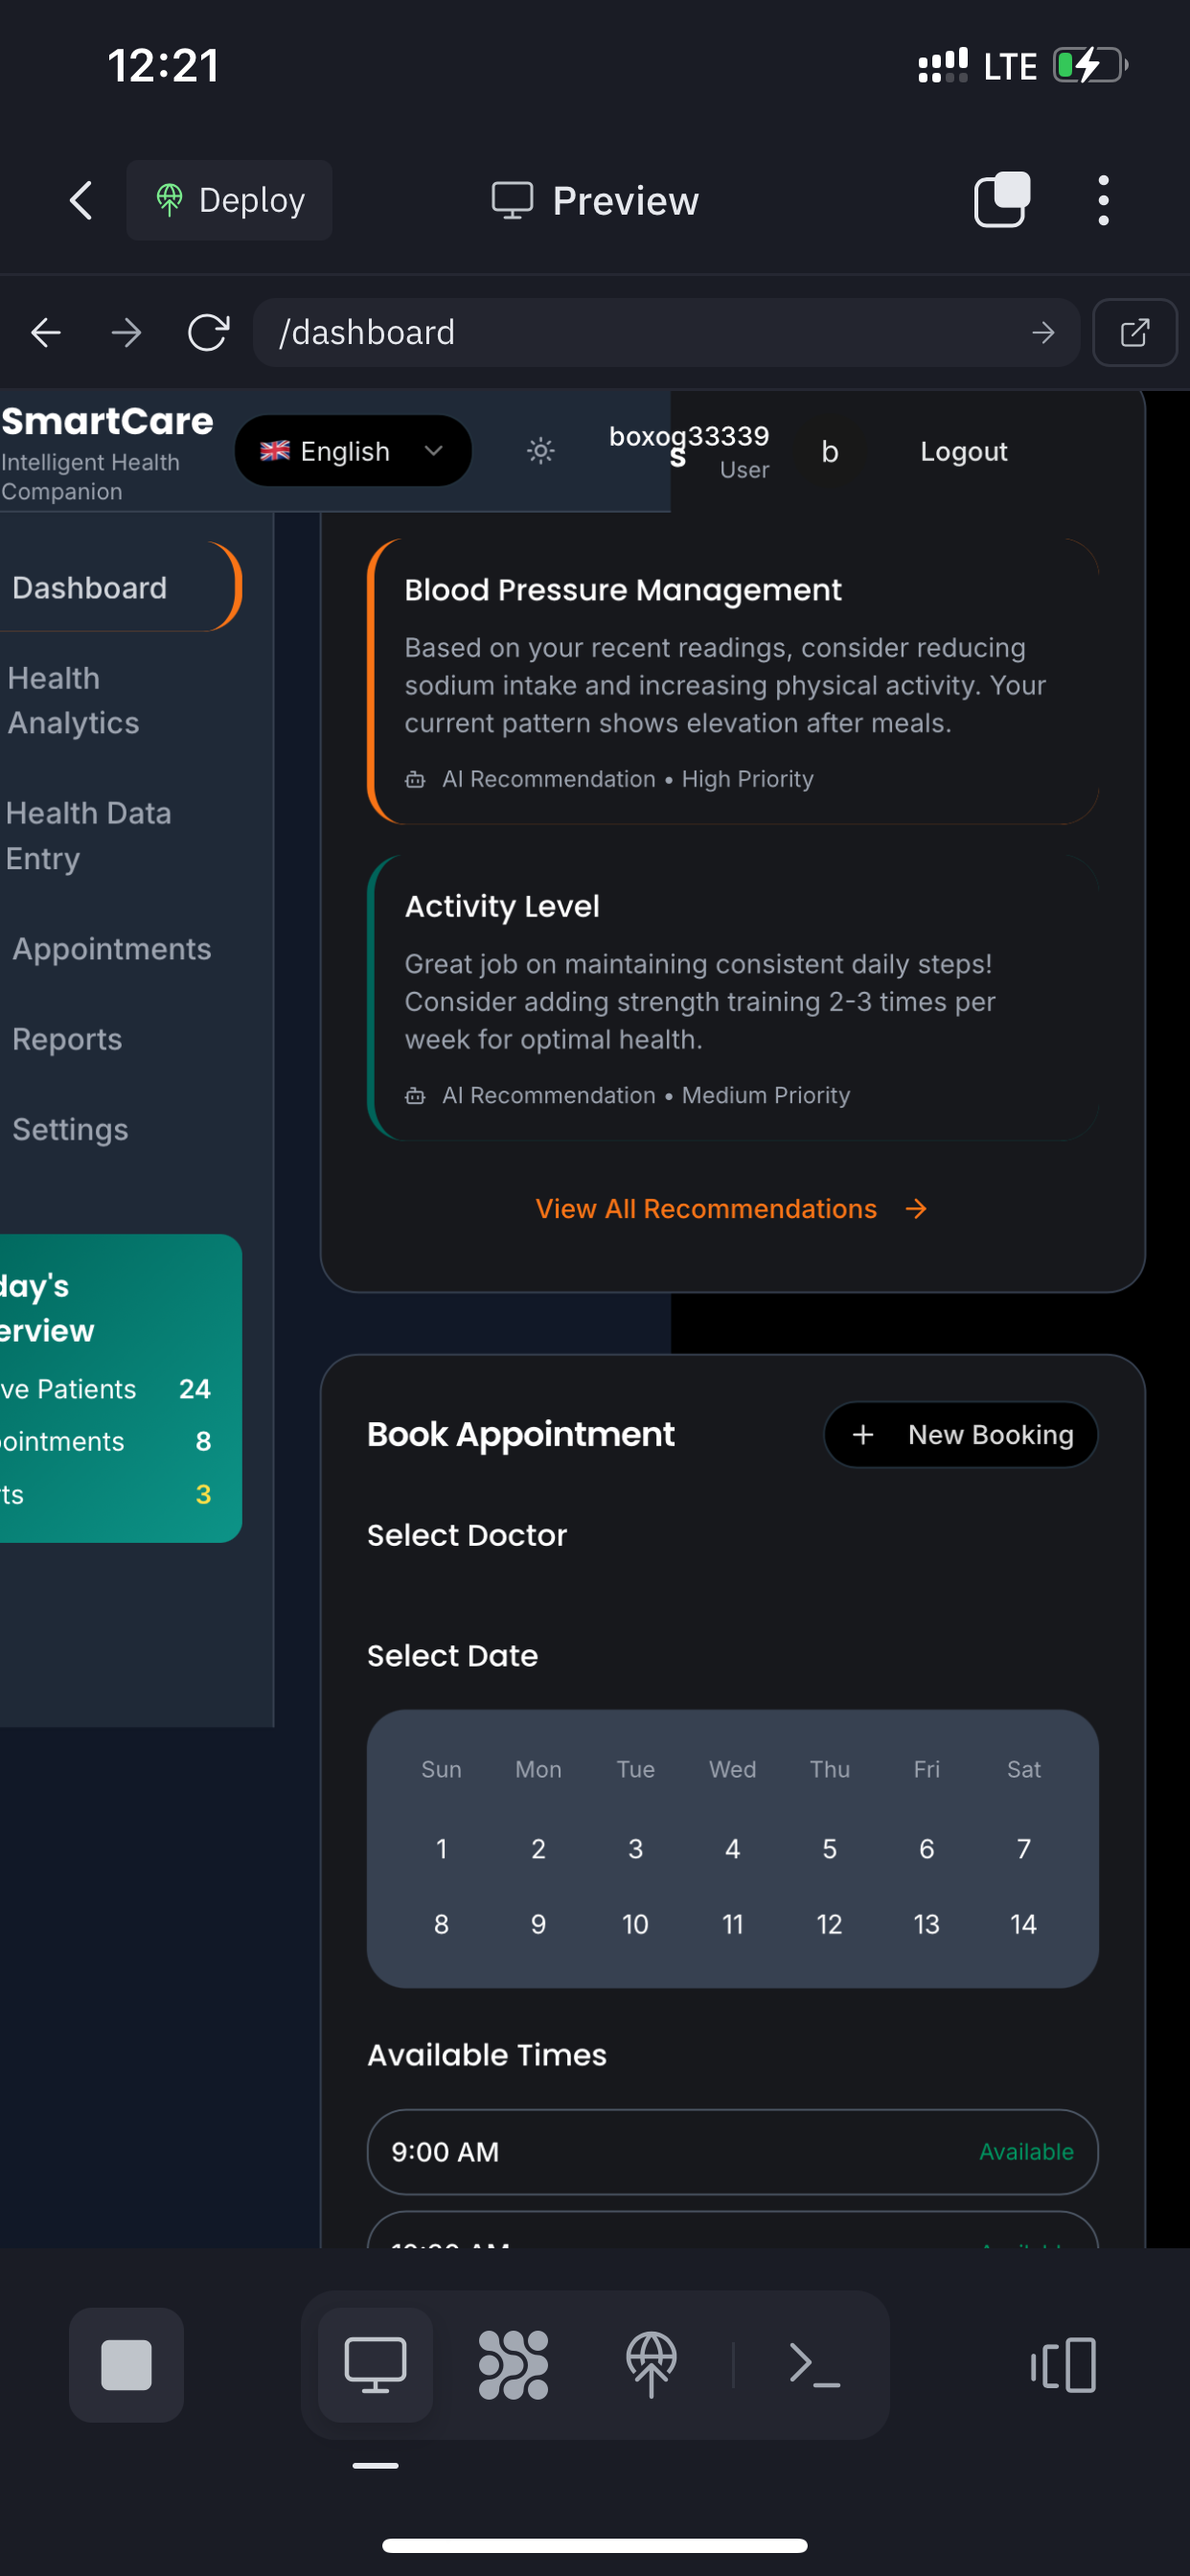 12:21
LTE
Deploy
Preview
/dashboard
SmartCare
Intelligent Health
Companion
🇬🇧 English
boxog33339
s
User
b
Logout
Dashboard
Health
Analytics
Health Data
Entry
Appointments
Reports
Settings
day's
erview
ve Patients 24
ointments 8
ts 3
Blood Pressure Management
Based on your recent readings, consider reducing
sodium intake and increasing physical activity. Your
current pattern shows elevation after meals.
AI Recommendation • High Priority
Activity Level
Great job on maintaining consistent daily steps!
Consider adding strength training 2-3 times per
week for optimal health.
AI Recommendation • Medium Priority
View All Recommendations →
Book Appointment
+ New Booking
Select Doctor
Select Date
Sun Mon Tue Wed Thu Fri Sat
1 2 3 4 5 6 7
8 9 10 11 12 13 14
Available Times
9:00 AM Available